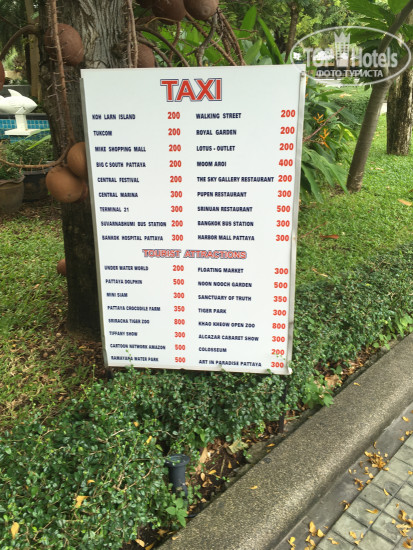 TopHotels
ФОТО ТУРИСТА
TAXI
KOH LARN ISLAND 200
TUKCOM 200
MIKE SHOPPING MALL 200
BIG C SOUTH PATTAYA 200
CENTRAL FESTIVAL 200
CENTRAL MARINA 300
TERMINAL 21 300
SUVARNABHUMI BUS STATION 200
BANKOK HOSPITAL PATTAYA 300
WALKING STREET 200
ROYAL GARDEN 200
LOTUS - OUTLET 200
MOOM AROI 400
THE SKY GALLERY RESTAURANT 200
PUPEN RESTAURANT 300
SRINUAN RESTAURANT 500
BANGKOK BUS STATION 300
HARBOR MALL PATTAYA 300
TOURIST ATTRACTIONS
UNDER WATER WORLD 200
PATTAYA DOLPHIN 500
MINI SIAM 300
PATTAYA CROCODILE FARM 350
SRIRACHA TIGER ZOO 800
TIFFANY SHOW 300
CARTOON NETWORK AMAZON 500
RAMAYANA WATER PARK 500
FLOATING MARKET 300
NOON NOOCH GARDEN 500
SANCTUARY OF TRUTH 350
TIGER PARK 300
KHAO KHEOW OPEN ZOO 800
ALCAZAR CABARET SHOW 300
COLOSSEUM 200
ART IN PARADISE PATTAYA 300